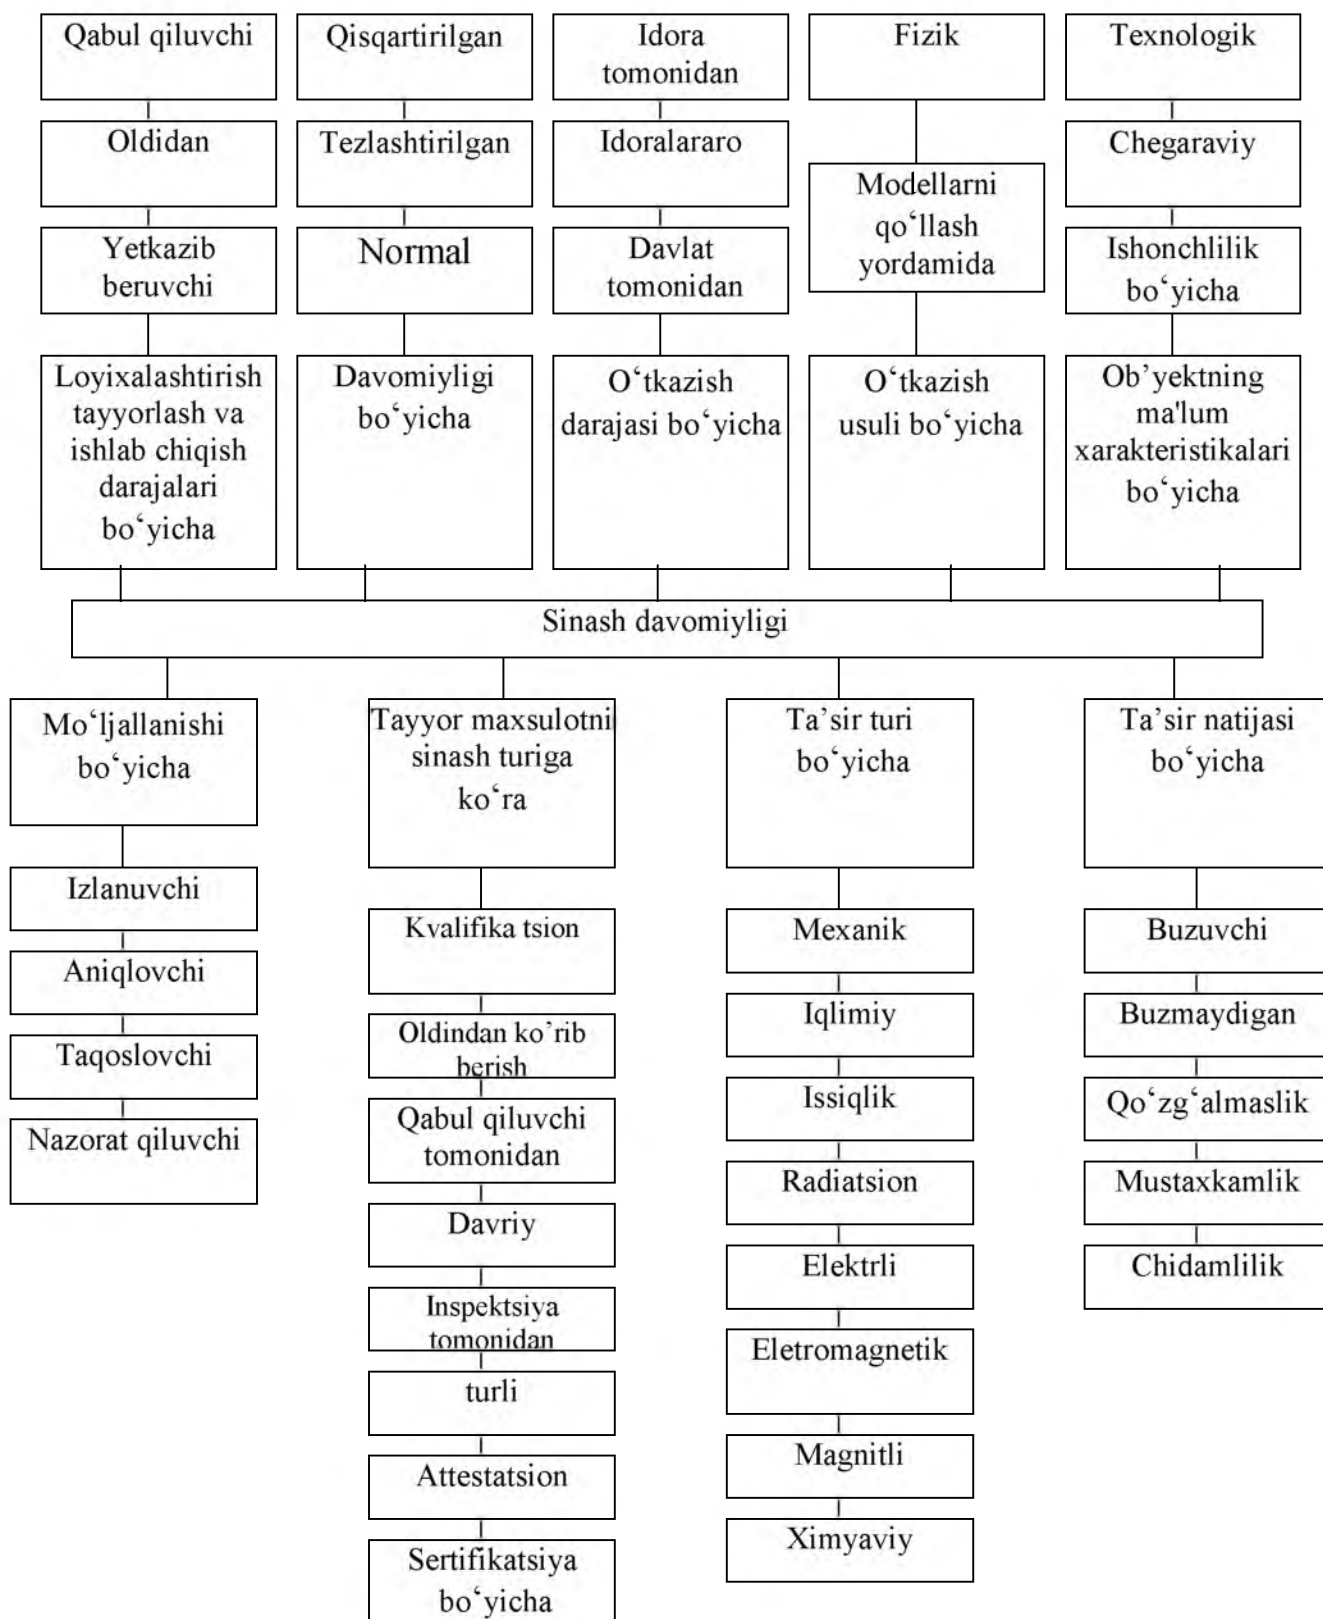 Qabul qiluvchi
Oldidan
Yetkazib
beruvchi
Loyixalashtirish
tayyorlash va
ishlab chiqish
darajalari
bo‘yicha
Qisqartirilgan
Tezlashtirilgan
Normal
Davomiyligi
bo‘yicha
Idora
tomonidan
Idoralararo
Davlat
tomonidan
O‘tkazish
darajasi bo‘yicha
Fizik
Modellarni
qo‘llash
yordamida
O‘tkazish
usuli bo‘yicha
Texnologik
Chegaraviy
Ishonchlilik
bo‘yicha
Ob’yektning
ma'lum
xarakteristikalari
bo‘yicha
Sinash davomiyligi
Mo‘ljallanishi
bo‘yicha
Izlanuvchi
Aniqlovchi
Taqoslovchi
Nazorat qiluvchi
Tayyor maxsulotni
sinash turiga
ko‘ra
Kvalifika tsion
Oldindan ko’rib
berish
Qabul qiluvchi
tomonidan
Davriy
Inspektsiya
tomonidan
turli
Attestatsion
Sertifikatsiya
bo‘yicha
Ta’sir turi
bo‘yicha
Mexanik
Iqlimiy
Issiqlik
Radiatsion
Elektrli
Eletromagnetik
Magnitli
Ximyaviy
Ta’sir natijasi
bo‘yicha
Buzuvchi
Buzmaydigan
Qo‘zg‘almaslik
Mustaxkamlik
Chidamlilik